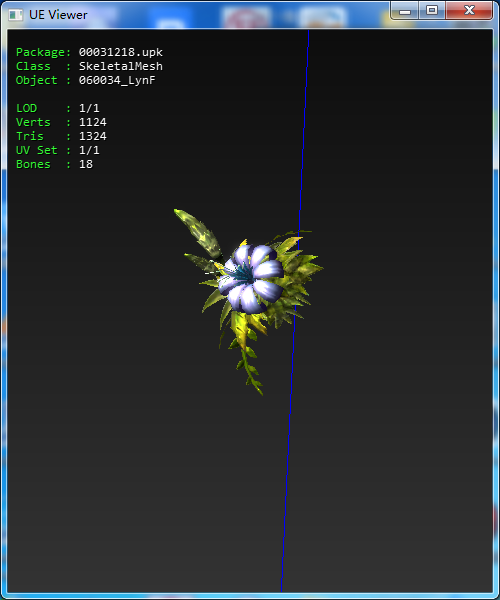 UE Viewer
Package: 00031218.upk
Class : SkeletalMesh
Object : 060034_LynF
LOD : 1/1
Verts : 1124
Tris : 1324
UV Set : 1/1
Bones : 18